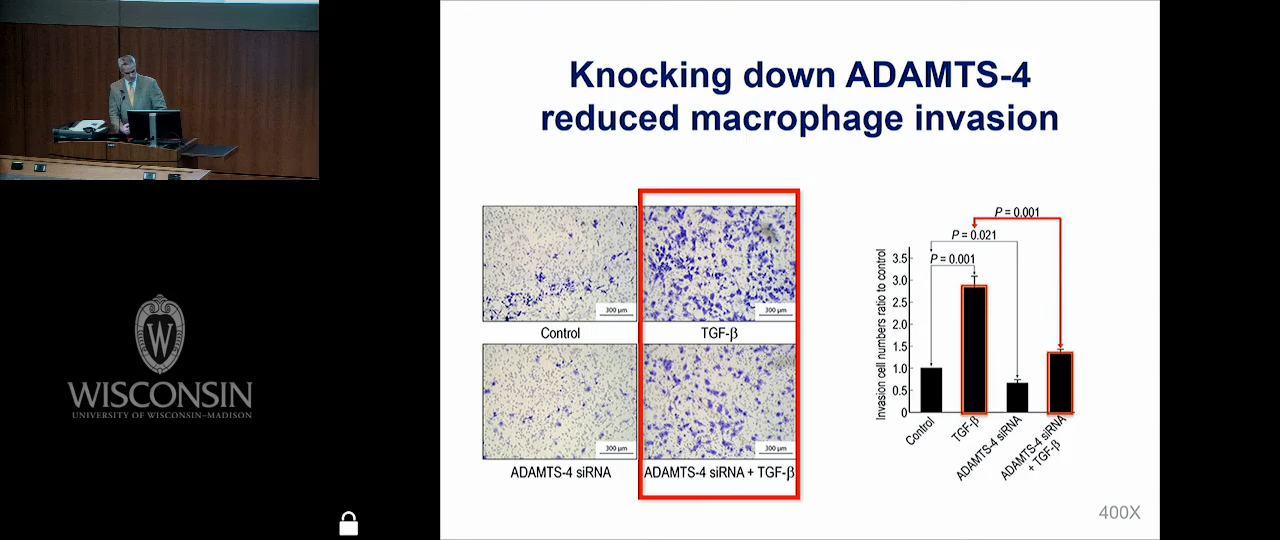 Knocking down ADAMTS-4
reduced macrophage invasion
300 µm
300 µm
Control
TGF-β
300 µm
300 µm
ADAMTS-4 siRNA
ADAMTS-4 siRNA + TGF-β
P = 0.001
P = 0.021
P = 0.001
Invasion cell numbers ratio to control
3.5
3.0
2.5
2.0
1.5
1.0
0.5
0
Control
TGF-β
ADAMTS-4 siRNA
ADAMTS-4 siRNA
+ TGF-β
400X
W
WISCONSIN
UNIVERSITY OF WISCONSIN–MADISON